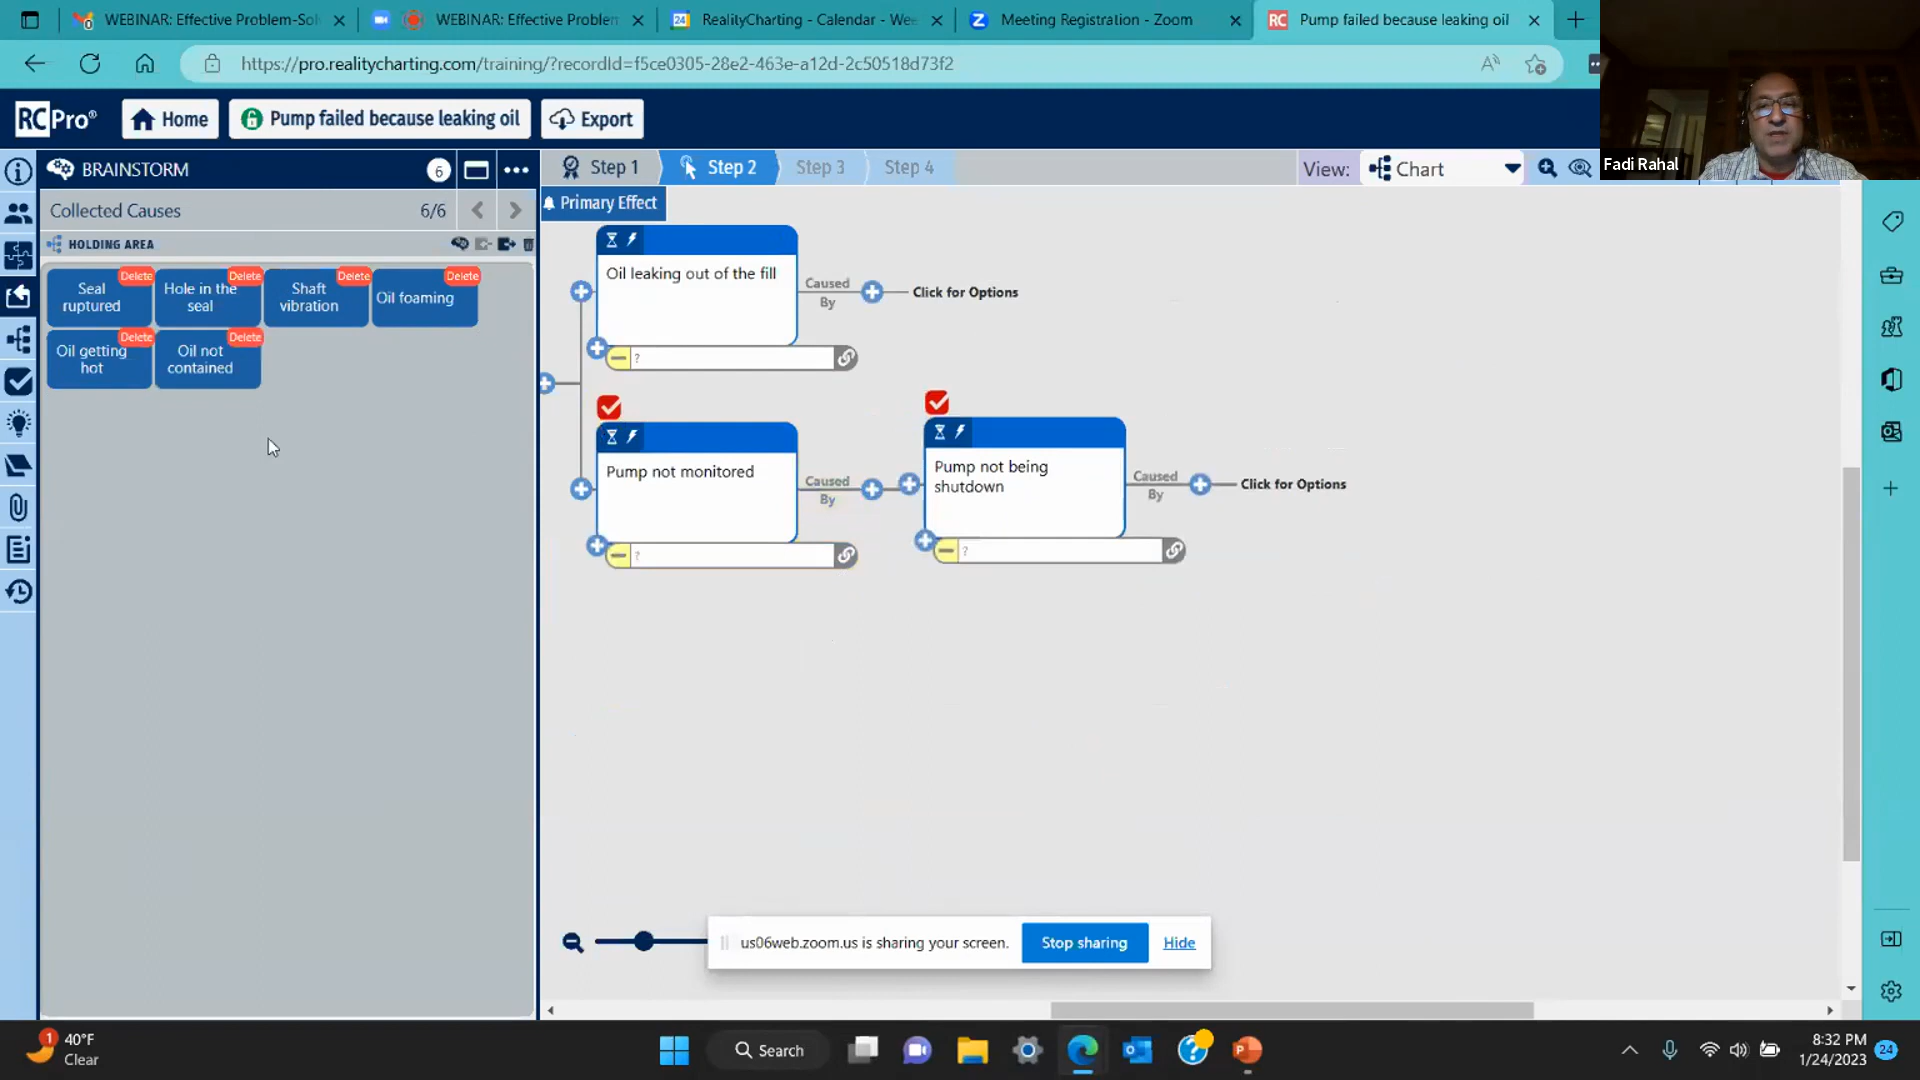 WEBINAR: Effective Problem-Sol
WEBINAR: Effective Problem
24
RealityCharting - Calendar - Wee
Z
Meeting Registration - Zoom
RC
Pump failed because leaking oil
https://pro.realitycharting.com/training/?recordId=f5ce0305-28e2-463e-a12d-2c50518d73f2
RCPro®
Home
Pump failed because leaking oil
Export
Fadi Rahal
BRAINSTORM
6
Step 1
Step 2
Step 3
Step 4
View:
Chart
Collected Causes
6/6
Primary Effect
HOLDING AREA
Delete
Delete
Delete
Delete
Seal ruptured
Hole in the seal
Shaft vibration
Oil foaming
Delete
Delete
Oil getting hot
Oil not contained
Oil leaking out of the fill
Caused By
Click for Options
?
Pump not monitored
Caused By
?
Pump not being shutdown
Caused By
Click for Options
?
us06web.zoom.us is sharing your screen.
Stop sharing
Hide
1
40°F
Clear
Search
8:32 PM
1/24/2023
24